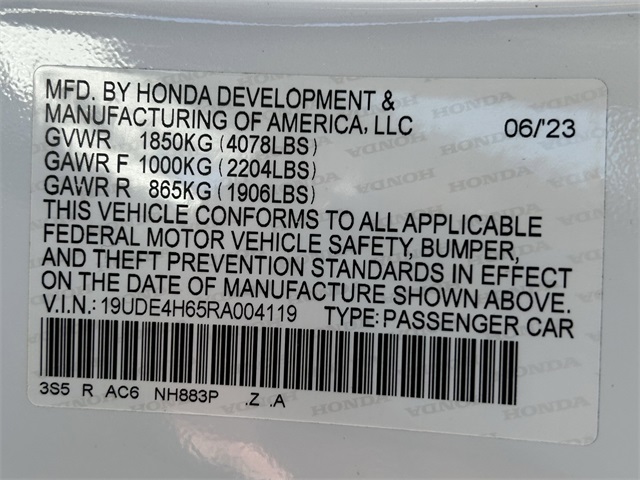 MFD. BY HONDA DEVELOPMENT &
MANUFACTURING OF AMERICA, LLC 06/'23
GVWR 1850KG (4078LBS)
GAWR F 1000KG (2204LBS)
GAWR R 865KG (1906LBS)
THIS VEHICLE CONFORMS TO ALL APPLICABLE
FEDERAL MOTOR VEHICLE SAFETY, BUMPER,
AND THEFT PREVENTION STANDARDS IN EFFECT
ON THE DATE OF MANUFACTURE SHOWN ABOVE.
V.I.N.: 19UDE4H65RA004119 TYPE: PASSENGER CAR
3S5 R AC6 NH883P .Z .A